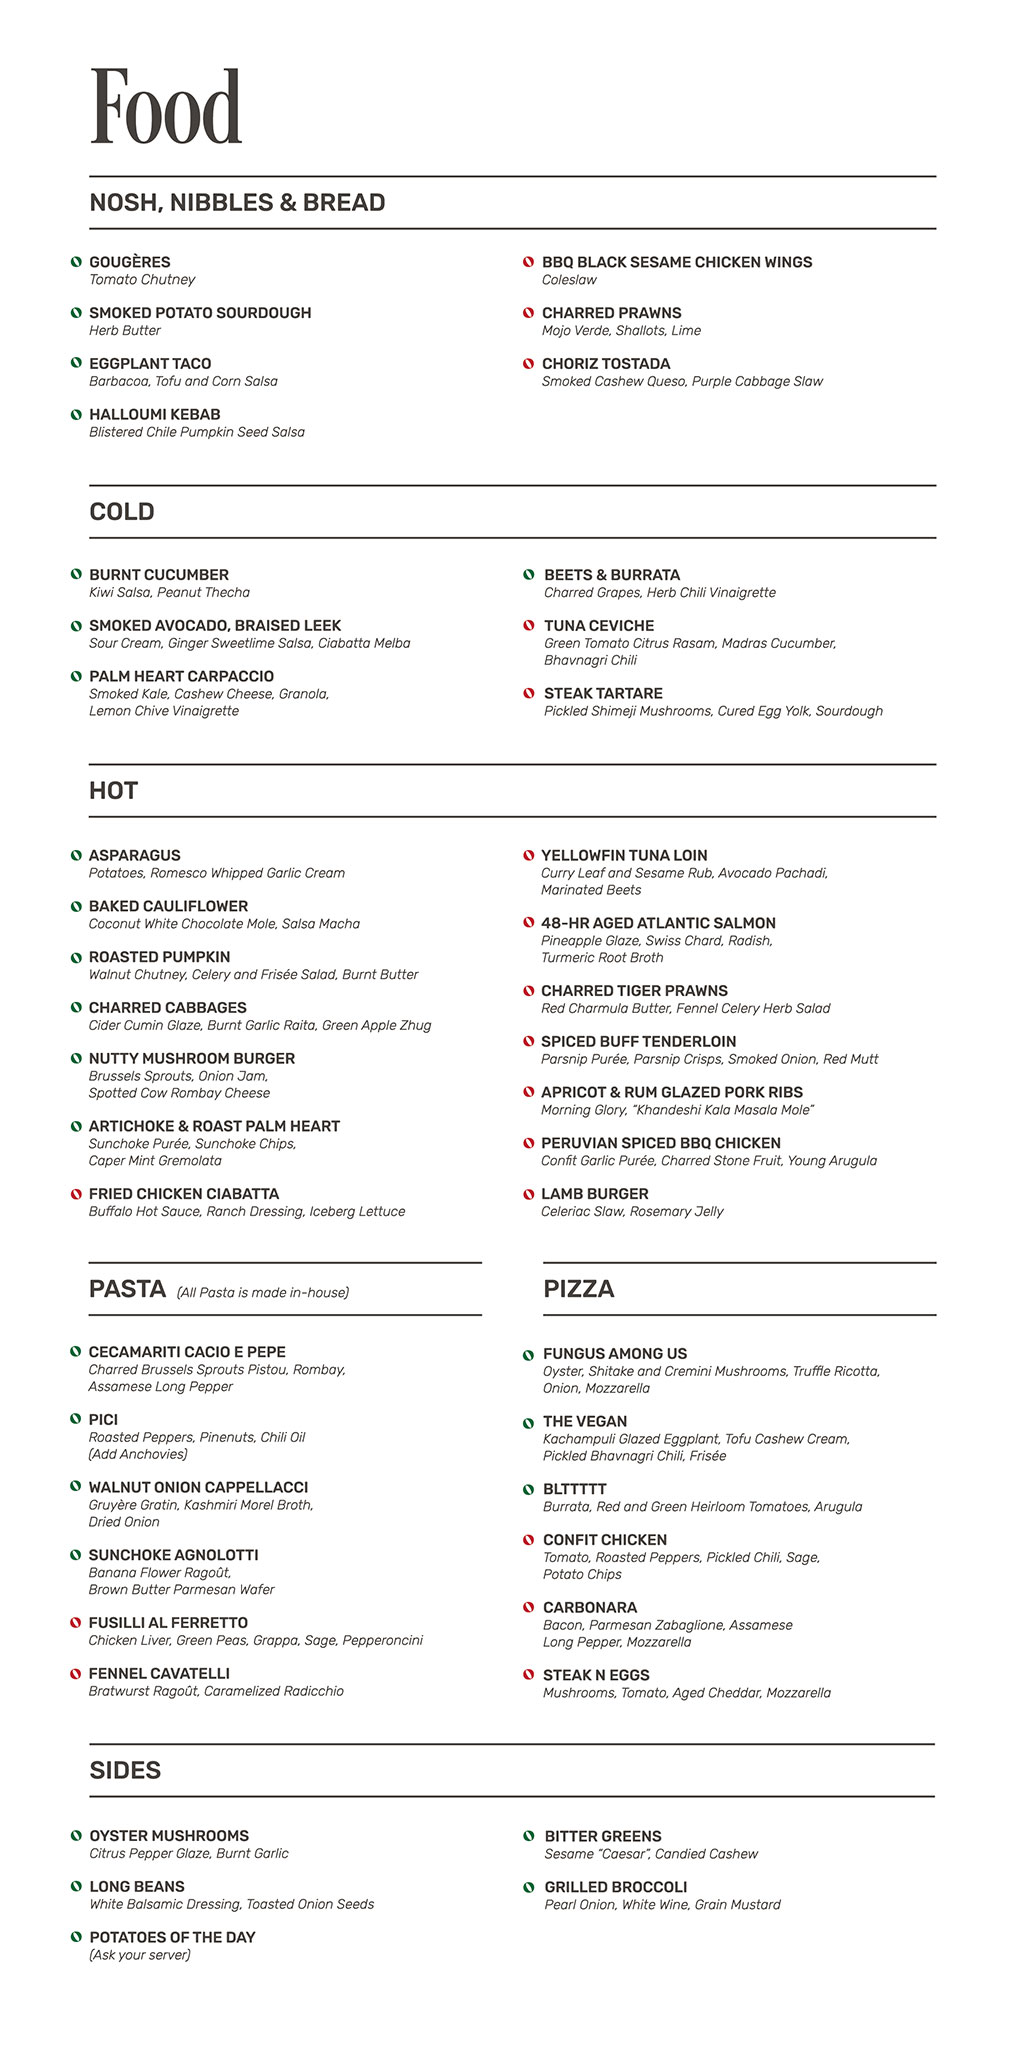 Food
NOSH, NIBBLES & BREAD
GOUGÈRES
Tomato Chutney
SMOKED POTATO SOURDOUGH
Herb Butter
EGGPLANT TACO
Barbacoa, Tofu and Corn Salsa
HALLOUMI KEBAB
Blistered Chile Pumpkin Seed Salsa
BBQ BLACK SESAME CHICKEN WINGS
Coleslaw
CHARRED PRAWNS
Mojo Verde, Shallots, Lime
CHORIZ TOSTADA
Smoked Cashew Queso, Purple Cabbage Slaw
COLD
BURNT CUCUMBER
Kiwi Salsa, Peanut Thecha
SMOKED AVOCADO, BRAISED LEEK
Sour Cream, Ginger Sweetlime Salsa, Ciabatta Melba
PALM HEART CARPACCIO
Smoked Kale, Cashew Cheese, Granola,
Lemon Chive Vinaigrette
BEETS & BURRATA
Charred Grapes, Herb Chili Vinaigrette
TUNA CEVICHE
Green Tomato Citrus Rasam, Madras Cucumber,
Bhavnagri Chili
STEAK TARTARE
Pickled Shimeji Mushrooms, Cured Egg Yolk, Sourdough
HOT
ASPARAGUS
Potatoes, Romesco Whipped Garlic Cream
BAKED CAULIFLOWER
Coconut White Chocolate Mole, Salsa Macha
ROASTED PUMPKIN
Walnut Chutney, Celery and Frisée Salad, Burnt Butter
CHARRED CABBAGES
Cider Cumin Glaze, Burnt Garlic Raita, Green Apple Zhug
NUTTY MUSHROOM BURGER
Brussels Sprouts, Onion Jam,
Spotted Cow Rombay Cheese
ARTICHOKE & ROAST PALM HEART
Sunchoke Purée, Sunchoke Chips,
Caper Mint Gremolata
FRIED CHICKEN CIABATTA
Buffalo Hot Sauce, Ranch Dressing, Iceberg Lettuce
YELLOWFIN TUNA LOIN
Curry Leaf and Sesame Rub, Avocado Pachadi,
Marinated Beets
48-HR AGED ATLANTIC SALMON
Pineapple Glaze, Swiss Chard, Radish,
Turmeric Root Broth
CHARRED TIGER PRAWNS
Red Charmula Butter, Fennel Celery Herb Salad
SPICED BUFF TENDERLOIN
Parsnip Purée, Parsnip Crisps, Smoked Onion, Red Mutt
APRICOT & RUM GLAZED PORK RIBS
Morning Glory, “Khandeshi Kala Masala Mole”
PERUVIAN SPICED BBQ CHICKEN
Confit Garlic Purée, Charred Stone Fruit, Young Arugula
LAMB BURGER
Celeriac Slaw, Rosemary Jelly
PASTA (All Pasta is made in-house)
CECAMARITI CACIO E PEPE
Charred Brussels Sprouts Pistou, Rombay,
Assamese Long Pepper
PICI
Roasted Peppers, Pinenuts, Chili Oil
(Add Anchovies)
WALNUT ONION CAPPELLACCI
Gruyère Gratin, Kashmiri Morel Broth,
Dried Onion
SUNCHOKE AGNOLOTTI
Banana Flower Ragoût,
Brown Butter Parmesan Wafer
FUSILLI AL FERRETTO
Chicken Liver, Green Peas, Grappa, Sage, Pepperoncini
FENNEL CAVATELLI
Bratwurst Ragoût, Caramelized Radicchio
PIZZA
FUNGUS AMONG US
Oyster, Shitake and Cremini Mushrooms, Truffle Ricotta,
Onion, Mozzarella
THE VEGAN
Kachampuli Glazed Eggplant, Tofu Cashew Cream,
Pickled Bhavnagri Chili, Frisée
BLTTTTT
Burrata, Red and Green Heirloom Tomatoes, Arugula
CONFIT CHICKEN
Tomato, Roasted Peppers, Pickled Chili, Sage,
Potato Chips
CARBONARA
Bacon, Parmesan Zabaglione, Assamese
Long Pepper, Mozzarella
STEAK N EGGS
Mushrooms, Tomato, Aged Cheddar, Mozzarella
SIDES
OYSTER MUSHROOMS
Citrus Pepper Glaze, Burnt Garlic
LONG BEANS
White Balsamic Dressing, Toasted Onion Seeds
POTATOES OF THE DAY
(Ask your server)
BITTER GREENS
Sesame “Caesar”, Candied Cashew
GRILLED BROCCOLI
Pearl Onion, White Wine, Grain Mustard